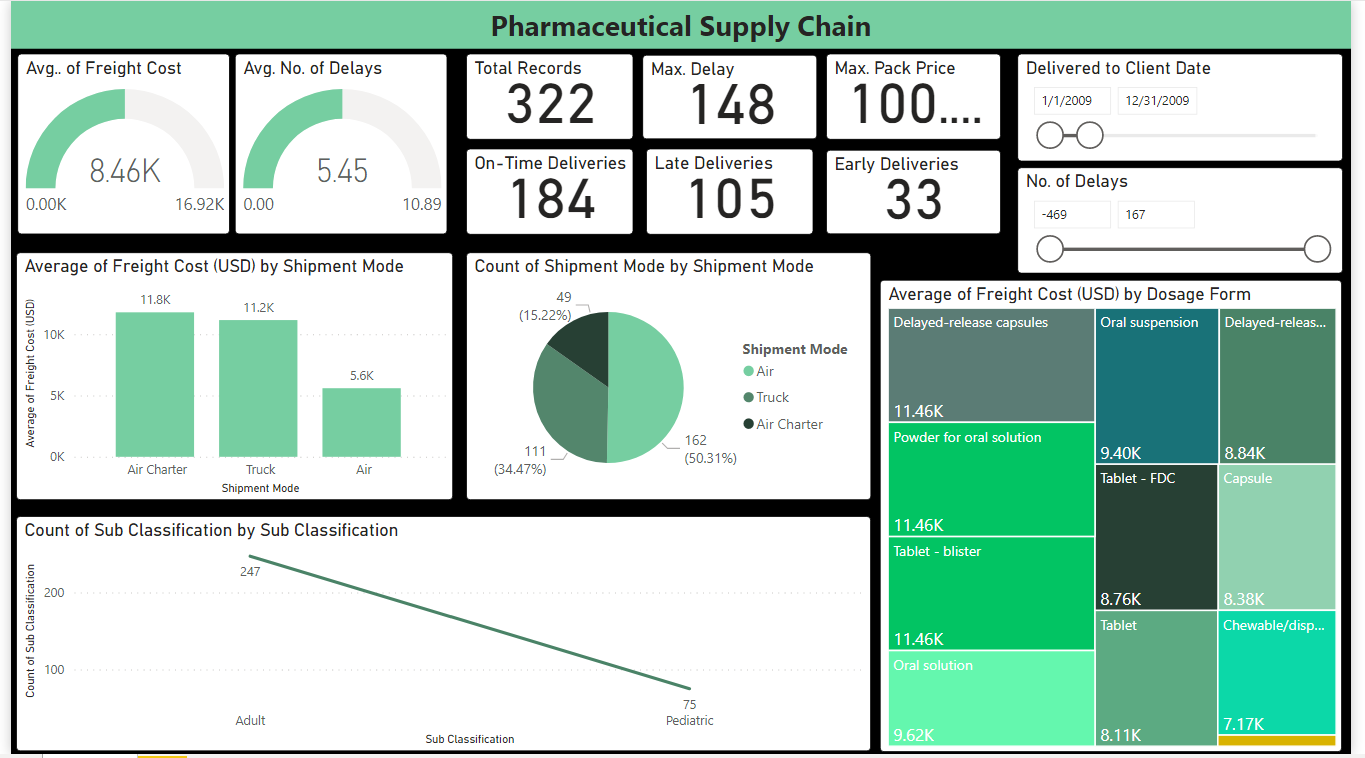 Pharmaceutical Supply Chain
Avg.. of Freight Cost
8.46K
0.00K
16.92K
Avg. No. of Delays
5.45
0.00
10.89
Total Records
322
Max. Delay
148
Max. Pack Price
100....
On-Time Deliveries
184
Late Deliveries
105
Early Deliveries
33
Delivered to Client Date
1/1/2009
12/31/2009
No. of Delays
-469
167
Average of Freight Cost (USD) by Shipment Mode
Average of Freight Cost (USD)
10K
5K
0K
11.8K
11.2K
5.6K
Air Charter
Truck
Air
Shipment Mode
Count of Shipment Mode by Shipment Mode
49
(15.22%)
111
(34.47%)
162
(50.31%)
Shipment Mode
Air
Truck
Air Charter
Average of Freight Cost (USD) by Dosage Form
Delayed-release capsules
11.46K
Powder for oral solution
11.46K
Tablet - blister
11.46K
Oral solution
9.62K
Oral suspension
9.40K
Delayed-releas...
8.84K
Tablet - FDC
8.76K
Capsule
8.38K
Tablet
8.11K
Chewable/disp...
7.17K
Count of Sub Classification by Sub Classification
Count of Sub Classification
200
100
247
75
Adult
Pediatric
Sub Classification